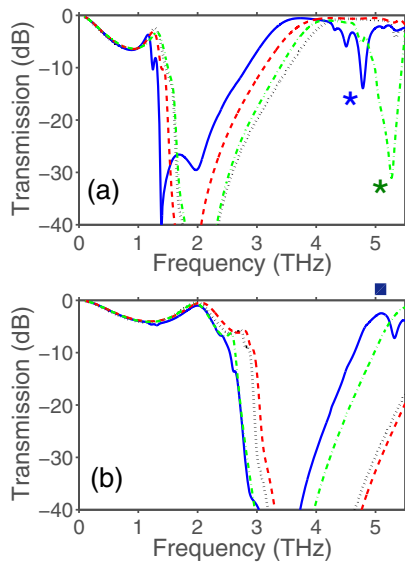 Transmission (dB)
0
−10
−20
−30
−40
(a)
*
*
0 1 2 3 4 5
Frequency (THz)
Transmission (dB)
0
−10
−20
−30
−40
(b)
0 1 2 3 4 5
Frequency (THz)